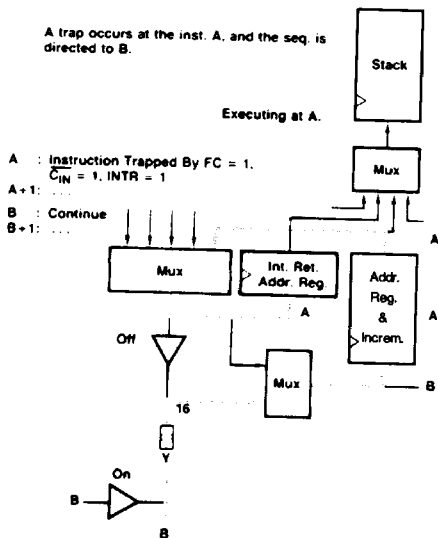 A trap occurs at the inst. A, and the seq. is
directed to B.
Stack
Executing at A.
A : Instruction Trapped By FC = 1,
C̅I̅N̅ = 1, INTR = 1
A+1: ...
B : Continue
B+1: ...
Mux
A
Mux
Int. Ret.
Addr. Reg.
Addr.
Reg.
&
Increm.
A
A
Off
Mux
B
16
Y
On
B
B